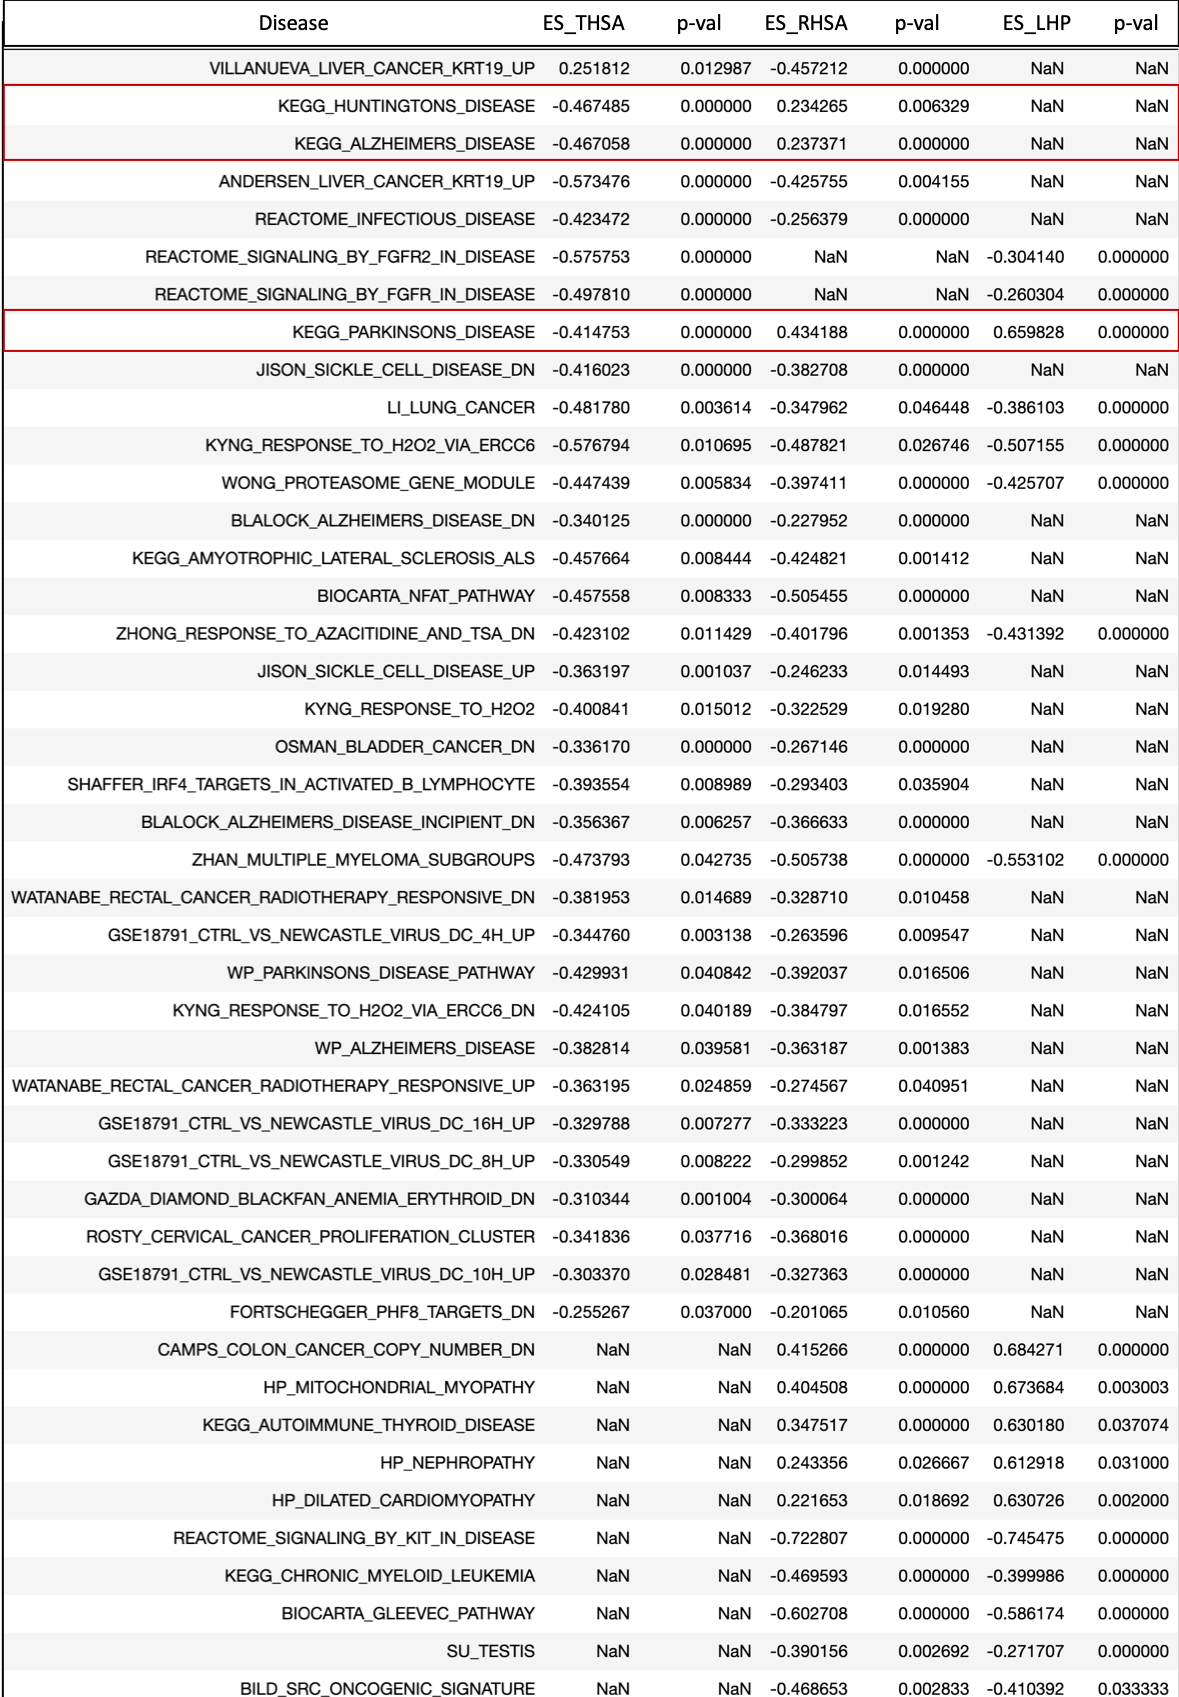 Disease ES_THSA p-val ES_RHSA p-val ES_LHP p-val
VILLANUEVA_LIVER_CANCER_KRT19_UP 0.251812 0.012987 -0.457212 0.000000 NaN NaN
KEGG_HUNTINGTONS_DISEASE -0.467485 0.000000 0.234265 0.006329 NaN NaN
KEGG_ALZHEIMERS_DISEASE -0.467058 0.000000 0.237371 0.000000 NaN NaN
ANDERSEN_LIVER_CANCER_KRT19_UP -0.573476 0.000000 -0.425755 0.004155 NaN NaN
REACTOME_INFECTIOUS_DISEASE -0.423472 0.000000 -0.256379 0.000000 NaN NaN
REACTOME_SIGNALING_BY_FGFR2_IN_DISEASE -0.575753 0.000000 NaN NaN -0.304140 0.000000
REACTOME_SIGNALING_BY_FGFR_IN_DISEASE -0.497810 0.000000 NaN NaN -0.260304 0.000000
KEGG_PARKINSONS_DISEASE -0.414753 0.000000 0.434188 0.000000 0.659828 0.000000
JISON_SICKLE_CELL_DISEASE_DN -0.416023 0.000000 -0.382708 0.000000 NaN NaN
LI_LUNG_CANCER -0.481780 0.003614 -0.347962 0.046448 -0.386103 0.000000
KYNG_RESPONSE_TO_H2O2_VIA_ERCC6 -0.576794 0.010695 -0.487821 0.026746 -0.507155 0.000000
WONG_PROTEASOME_GENE_MODULE -0.447439 0.005834 -0.397411 0.000000 -0.425707 0.000000
BLALOCK_ALZHEIMERS_DISEASE_DN -0.340125 0.000000 -0.227952 0.000000 NaN NaN
KEGG_AMYOTROPHIC_LATERAL_SCLEROSIS_ALS -0.457664 0.008444 -0.424821 0.001412 NaN NaN
BIOCARTA_NFAT_PATHWAY -0.457558 0.008333 -0.505455 0.000000 NaN NaN
ZHONG_RESPONSE_TO_AZACITIDINE_AND_TSA_DN -0.423102 0.011429 -0.401796 0.001353 -0.431392 0.000000
JISON_SICKLE_CELL_DISEASE_UP -0.363197 0.001037 -0.246233 0.014493 NaN NaN
KYNG_RESPONSE_TO_H2O2 -0.400841 0.015012 -0.322529 0.019280 NaN NaN
OSMAN_BLADDER_CANCER_DN -0.336170 0.000000 -0.267146 0.000000 NaN NaN
SHAFFER_IRF4_TARGETS_IN_ACTIVATED_B_LYMPHOCYTE -0.393554 0.008989 -0.293403 0.035904 NaN NaN
BLALOCK_ALZHEIMERS_DISEASE_INCIPIENT_DN -0.356367 0.006257 -0.366633 0.000000 NaN NaN
ZHAN_MULTIPLE_MYELOMA_SUBGROUPS -0.473793 0.042735 -0.505738 0.000000 -0.553102 0.000000
WATANABE_RECTAL_CANCER_RADIOTHERAPY_RESPONSIVE_DN -0.381953 0.014689 -0.328710 0.010458 NaN NaN
GSE18791_CTRL_VS_NEWCASTLE_VIRUS_DC_4H_UP -0.344760 0.003138 -0.263596 0.009547 NaN NaN
WP_PARKINSONS_DISEASE_PATHWAY -0.429931 0.040842 -0.392037 0.016506 NaN NaN
KYNG_RESPONSE_TO_H2O2_VIA_ERCC6_DN -0.424105 0.040189 -0.384797 0.016552 NaN NaN
WP_ALZHEIMERS_DISEASE -0.382814 0.039581 -0.363187 0.001383 NaN NaN
WATANABE_RECTAL_CANCER_RADIOTHERAPY_RESPONSIVE_UP -0.363195 0.024859 -0.274567 0.040951 NaN NaN
GSE18791_CTRL_VS_NEWCASTLE_VIRUS_DC_16H_UP -0.329788 0.007277 -0.333223 0.000000 NaN NaN
GSE18791_CTRL_VS_NEWCASTLE_VIRUS_DC_8H_UP -0.330549 0.008222 -0.299852 0.001242 NaN NaN
GAZDA_DIAMOND_BLACKFAN_ANEMIA_ERYTHROID_DN -0.310344 0.001004 -0.300064 0.000000 NaN NaN
ROSTY_CERVICAL_CANCER_PROLIFERATION_CLUSTER -0.341836 0.037716 -0.368016 0.000000 NaN NaN
GSE18791_CTRL_VS_NEWCASTLE_VIRUS_DC_10H_UP -0.303370 0.028481 -0.327363 0.000000 NaN NaN
FORTSCHEGGER_PHF8_TARGETS_DN -0.255267 0.037000 -0.201065 0.010560 NaN NaN
CAMPS_COLON_CANCER_COPY_NUMBER_DN NaN NaN 0.415266 0.000000 0.684271 0.000000
HP_MITOCHONDRIAL_MYOPATHY NaN NaN 0.404508 0.000000 0.673684 0.003003
KEGG_AUTOIMMUNE_THYROID_DISEASE NaN NaN 0.347517 0.000000 0.630180 0.037074
HP_NEPHROPATHY NaN NaN 0.243356 0.026667 0.612918 0.031000
HP_DILATED_CARDIOMYOPATHY NaN NaN 0.221653 0.018692 0.630726 0.002000
REACTOME_SIGNALING_BY_KIT_IN_DISEASE NaN NaN -0.722807 0.000000 -0.745475 0.000000
KEGG_CHRONIC_MYELOID_LEUKEMIA NaN NaN -0.469593 0.000000 -0.399986 0.000000
BIOCARTA_GLEEVEC_PATHWAY NaN NaN -0.602708 0.000000 -0.586174 0.000000
SU_TESTIS NaN NaN -0.390156 0.002692 -0.271707 0.000000
BILD_SRC_ONCOGENIC_SIGNATURE NaN NaN -0.468653 0.002833 -0.410392 0.033333